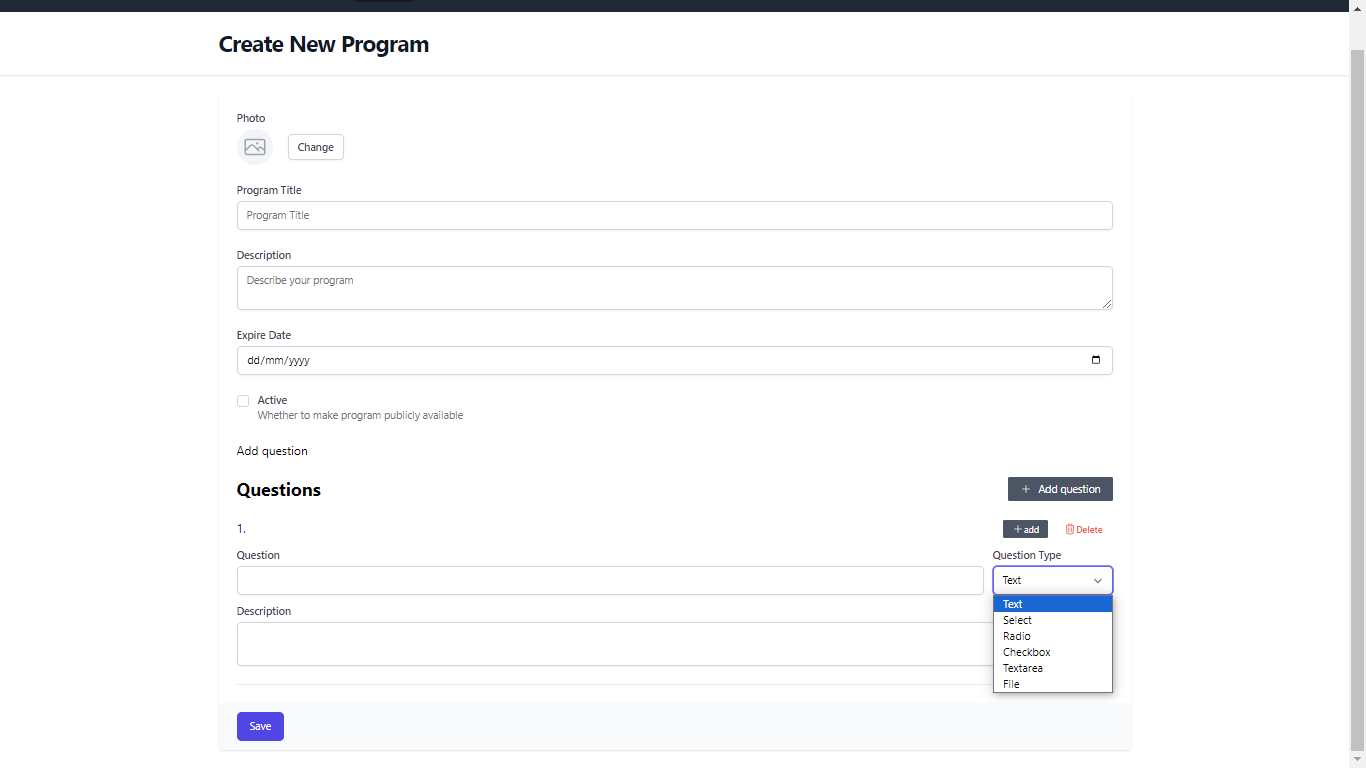 Create New Program
Photo
Change
Program Title
Program Title
Description
Describe your program
Expire Date
dd/mm/yyyy
Active
Whether to make program publicly available
Add question
Questions
Add question
1.
add
Delete
Question
Question Type
Text
Description
Text
Select
Radio
Checkbox
Textarea
File
Save